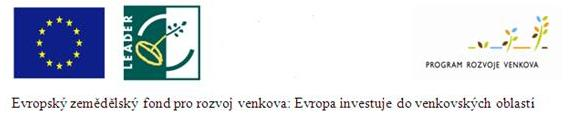 LEADER
PROGRAM ROZVOJE VENKOVA
Evropský zemědělský fond pro rozvoj venkova: Evropa investuje do venkovských oblastí